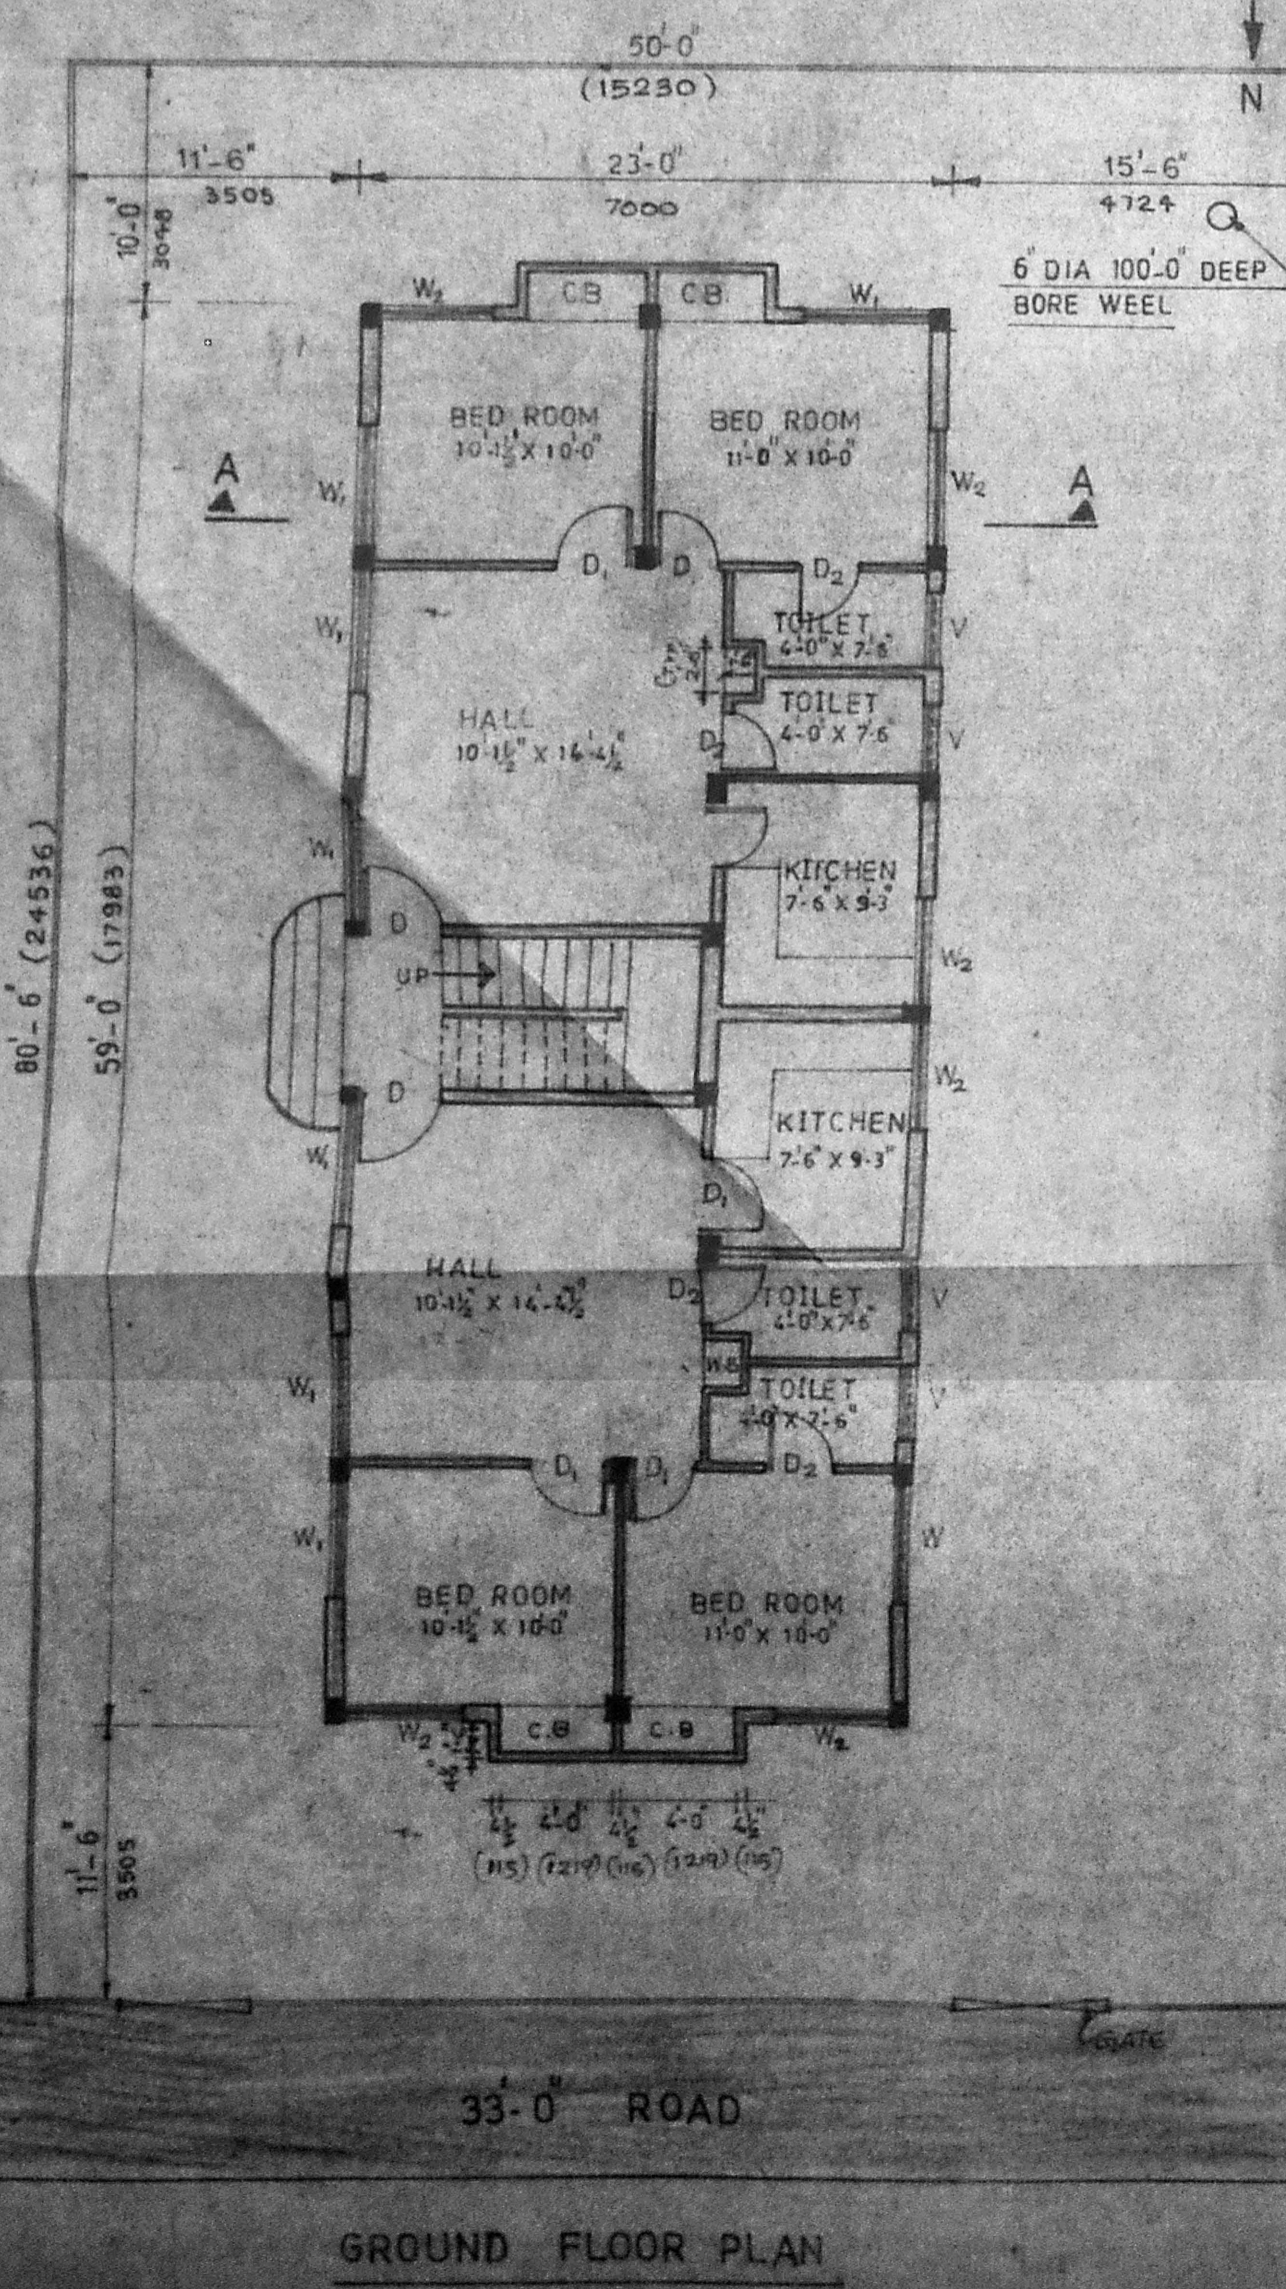 50'-0"
(15230)
N
11'-6"
3505
23'-0"
7000
15'-6"
4724
10'-0"
3048
6" DIA 100'-0" DEEP
BORE WEEL
W2
CB
CB
W1
BED ROOM
10'-1½" X 10'-0"
BED ROOM
11'-0" X 10'-0"
A
W1
W2
A
D1
D
D2
W1
TOILET
4'-0" X 7'-6"
V
HALL
10'-1½" X 14'-4½"
TOILET
4'-0" X 7'-6"
D2
V
W1
KITCHEN
7'-6" X 9'-3"
D
UP
W2
80'-6" (24536)
59'-0" (17983)
D
W2
KITCHEN
7'-6" X 9'-3"
W1
D1
HALL
10'-1½" X 14'-4½"
D2
TOILET
4'-0" X 7'-6"
V
W.B
W1
TOILET
4'-0" X 7'-6"
V
D1
D1
D2
W1
W
BED ROOM
10'-1½" X 10'-0"
BED ROOM
11'-0" X 10'-0"
W2
C.B
C.B
W2
4½" 4'-0" 4½" 4'-0" 4½"
(115) (1219) (115) (1219) (115)
11'-6"
3505
GATE
33'-0" ROAD
GROUND FLOOR PLAN